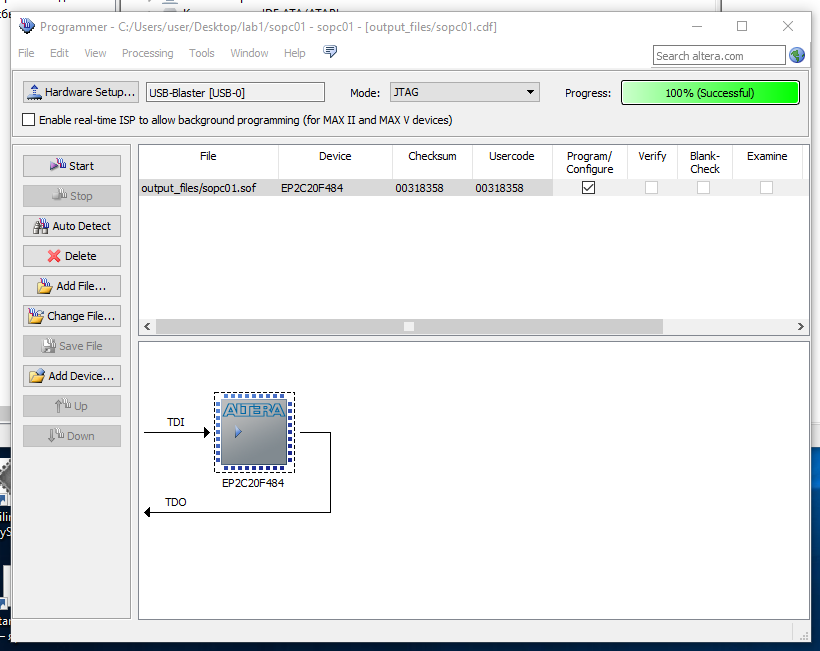 Programmer - C:/Users/user/Desktop/lab1/sopc01 - sopc01 - [output_files/sopc01.cdf]
File Edit View Processing Tools Window Help
Search altera.com
Hardware Setup... USB-Blaster [USB-0] Mode: JTAG Progress: 100% (Successful)
Enable real-time ISP to allow background programming (for MAX II and MAX V devices)
Start
Stop
Auto Detect
Delete
Add File...
Change File...
Save File
Add Device...
Up
Down
File Device Checksum Usercode Program/ Verify Blank- Examine
Configure Check
output_files/sopc01.sof EP2C20F484 00318358 00318358
TDI
ALTERA
EP2C20F484
TDO